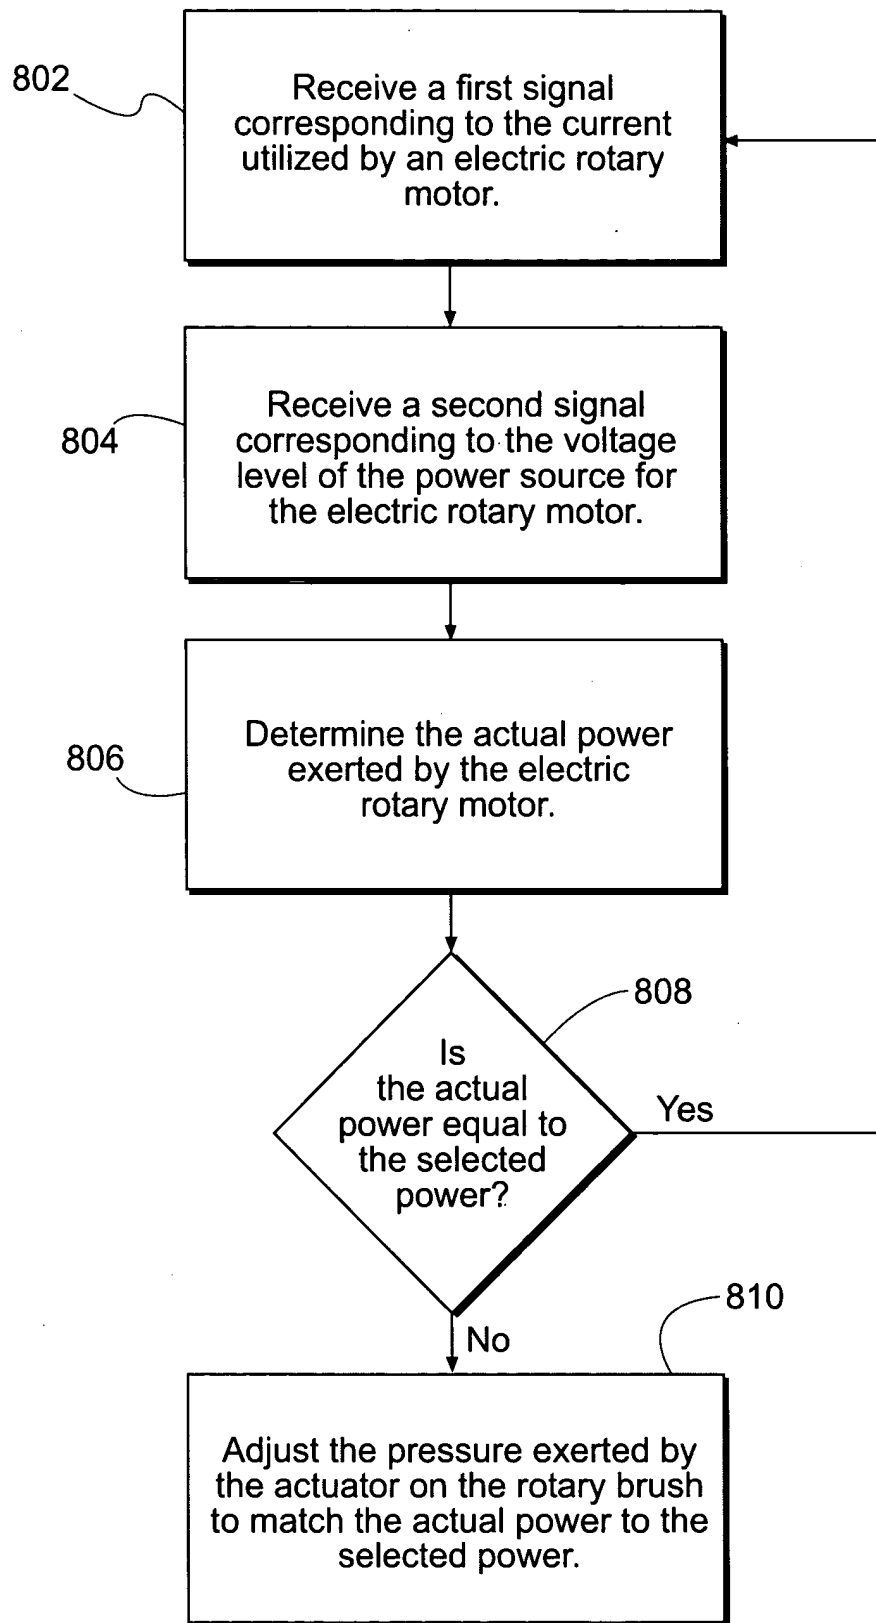 802
Receive a first signal
corresponding to the current
utilized by an electric rotary
motor.
804
Receive a second signal
corresponding to the voltage
level of the power source for
the electric rotary motor.
806
Determine the actual power
exerted by the electric
rotary motor.
808
Is
the actual
power equal to
the selected
power?
Yes
No
810
Adjust the pressure exerted by
the actuator on the rotary brush
to match the actual power to the
selected power.